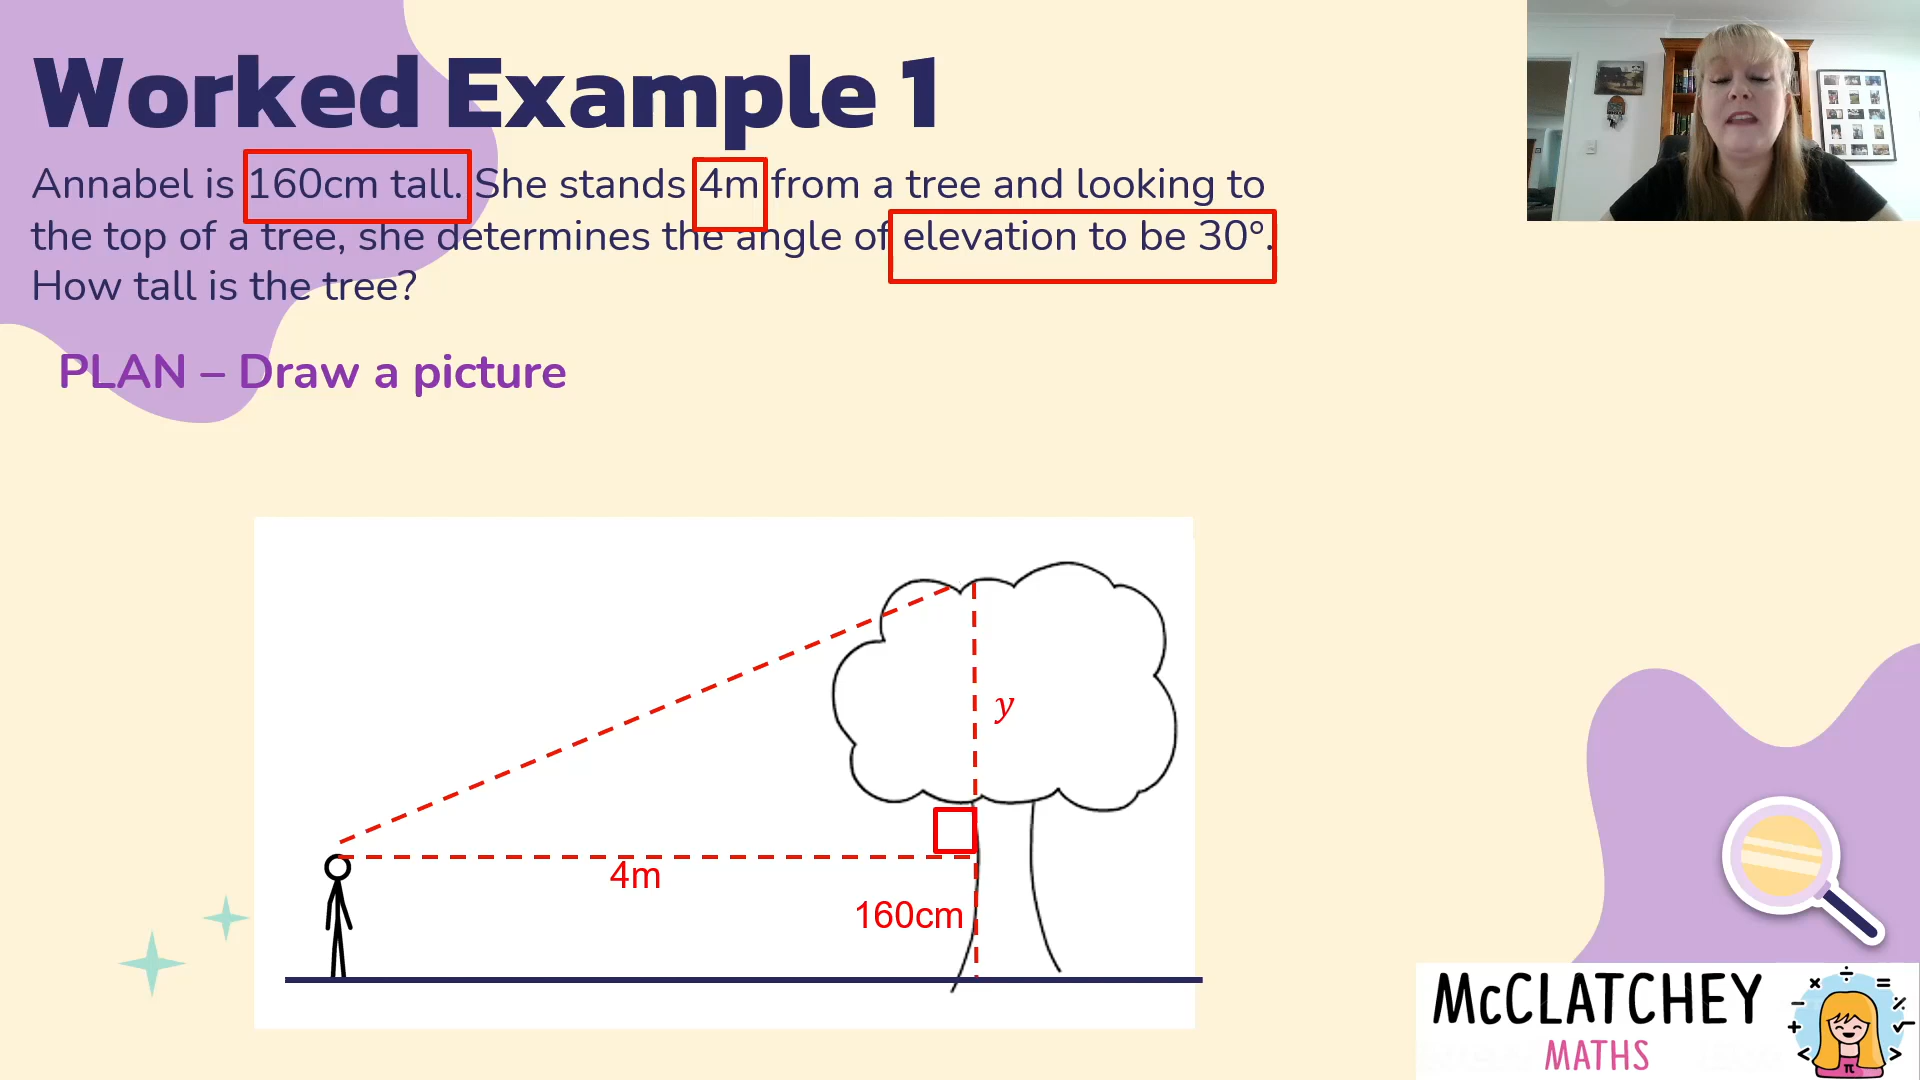 Worked Example 1
Annabel is 160cm tall. She stands 4m from a tree and looking to
the top of a tree, she determines the angle of elevation to be 30°.
How tall is the tree?
PLAN – Draw a picture
y
4m
160cm
McCLATCHEY
MATHS
× ÷ = − % + √ < > π